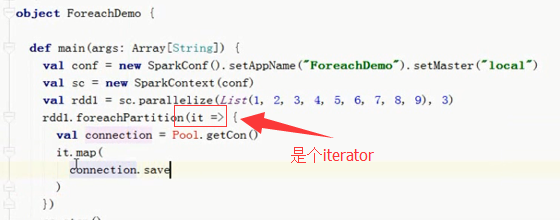 object ForeachDemo {
def main(args: Array[String]) {
val conf = new SparkConf().setAppName("ForeachDemo").setMaster("local")
val sc = new SparkContext(conf)
val rdd1 = sc.parallelize(List(1, 2, 3, 4, 5, 6, 7, 8, 9), 3)
rdd1.foreachPartition(it => {
val connection = Pool.getCon()
it.map(
是个iterator
connection.save
)
})